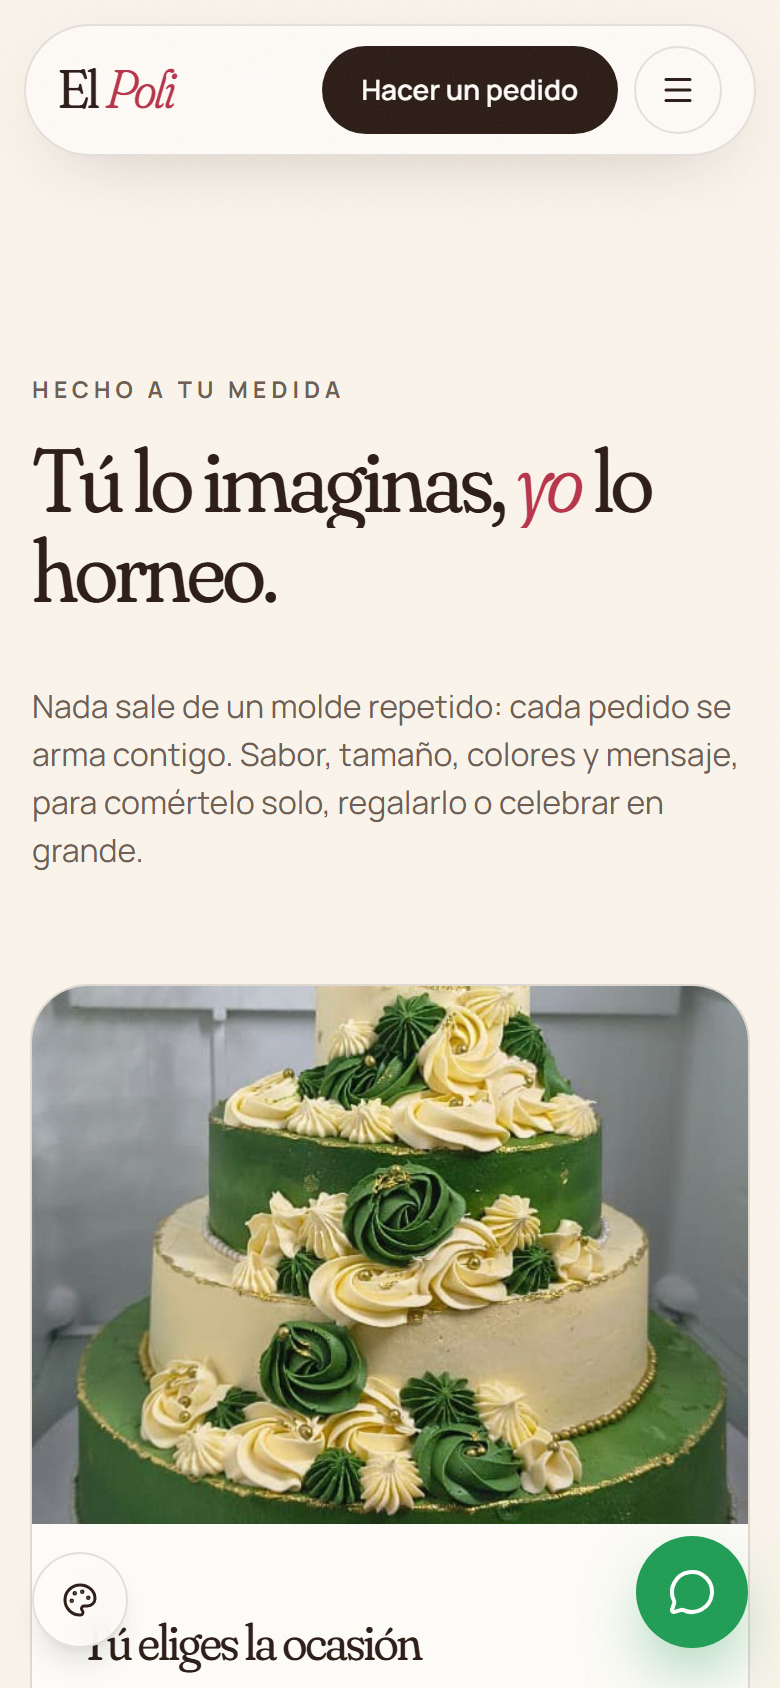 El Poli
Hacer un pedido
HECHO A TU MEDIDA
Tú lo imaginas, yo lo
horneo.
Nada sale de un molde repetido: cada pedido se
arma contigo. Sabor, tamaño, colores y mensaje,
para comértelo solo, regalarlo o celebrar en
grande.
Tú eliges la ocasión